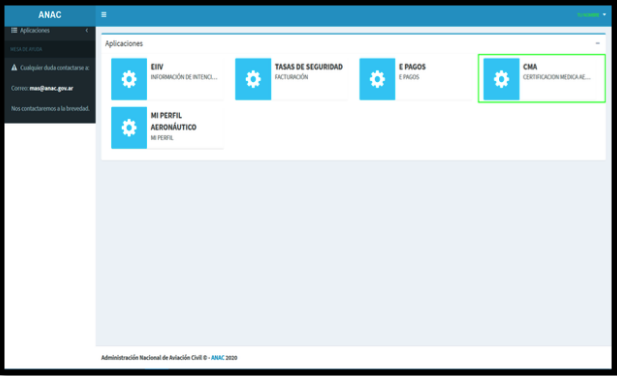 ANAC
Aplicaciones
MESA DE AYUDA
Cualquier duda contactarse a:
Correo: mas@anac.gov.ar
Nos contactaremos a la brevedad.
Aplicaciones
EIIV
INFORMACIÓN DE INTENCI...
TASAS DE SEGURIDAD
FACTURACIÓN
E PAGOS
E PAGOS
CMA
CERTIFICACION MEDICA AE...
MI PERFIL
AERONÁUTICO
MI PERFIL
Administración Nacional de Aviación Civil © - ANAC 2020